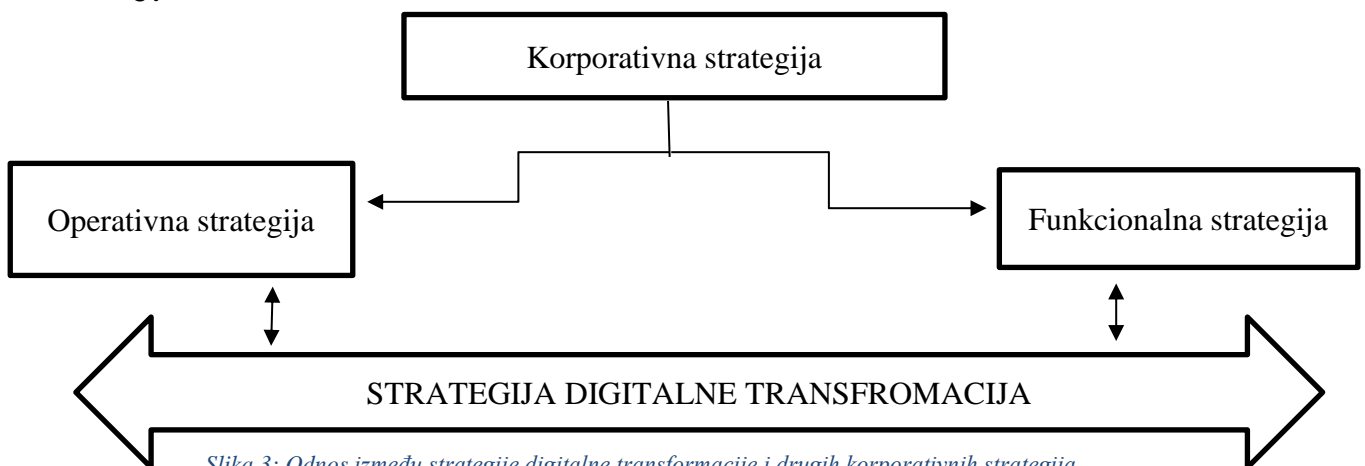 Korporativna strategija
Operativna strategija
Funkcionalna strategija
STRATEGIJA DIGITALNE TRANSFROMACIJA
Slika 3: Odnos između strategije digitalne transformacije i drugih korporativnih strategija